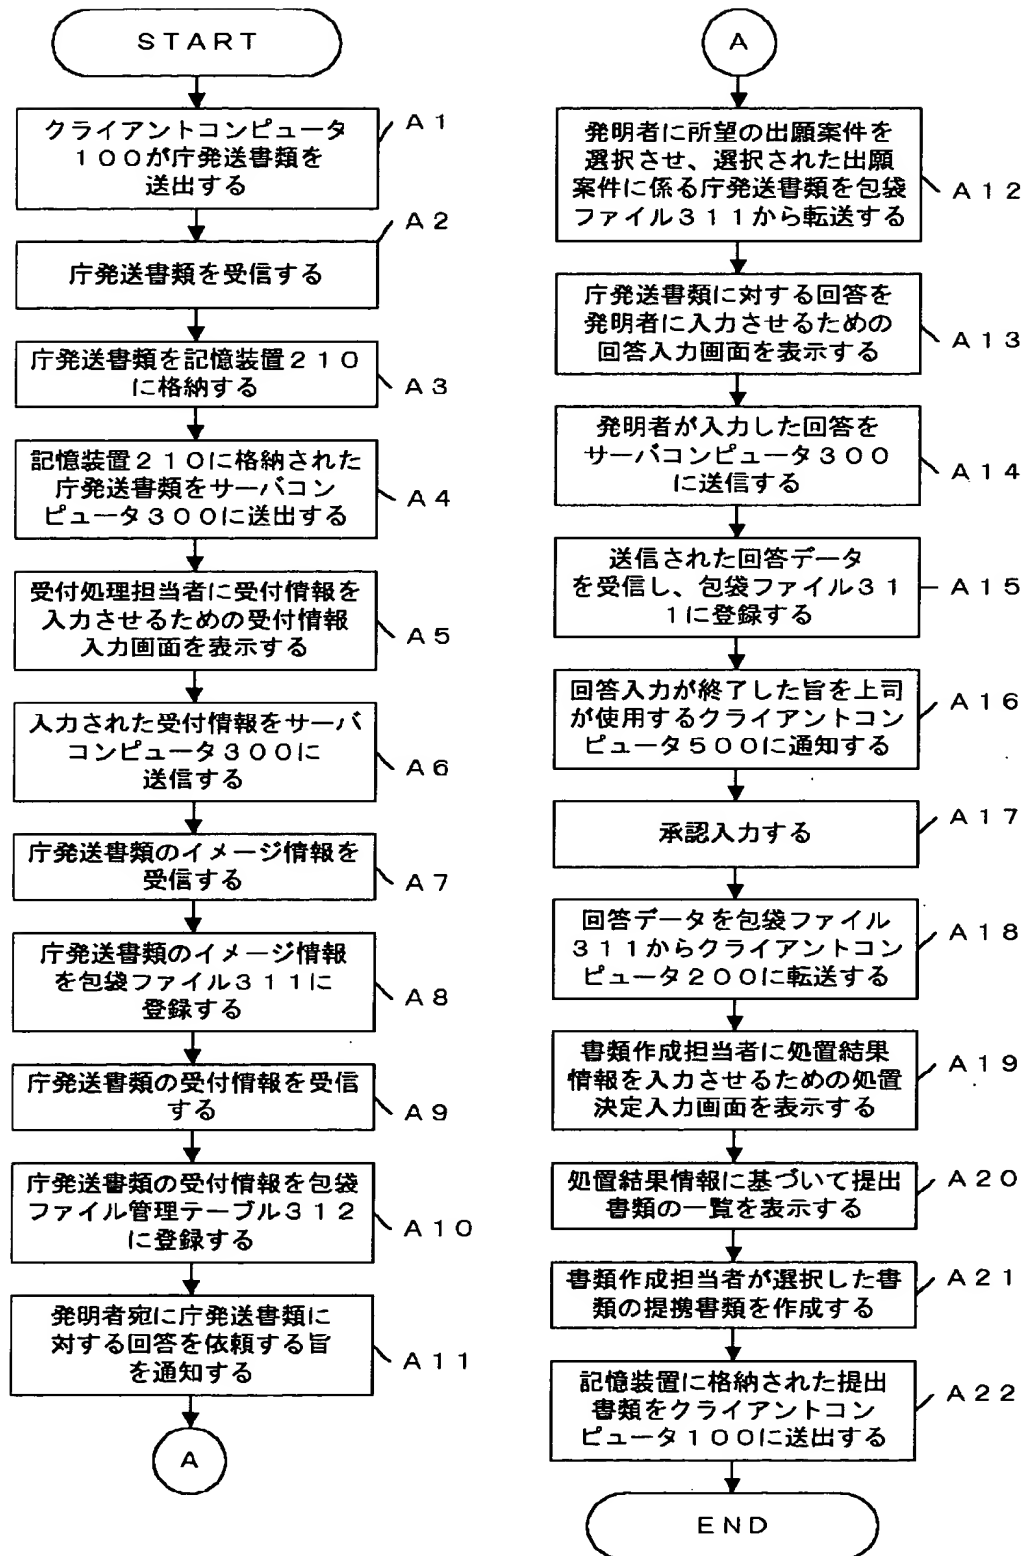 START
クライアントコンピュータ
100が庁発送書類を
送出する
A1
庁発送書類を受信する
A2
庁発送書類を記憶装置210
に格納する
A3
記憶装置210に格納された
庁発送書類をサーバコン
ピュータ300に送出する
A4
受付処理担当者に受付情報を
入力させるための受付情報
入力画面を表示する
A5
入力された受付情報をサーバ
コンピュータ300に
送信する
A6
庁発送書類のイメージ情報を
受信する
A7
庁発送書類のイメージ情報
を包袋ファイル311に
登録する
A8
庁発送書類の受付情報を受信
する
A9
庁発送書類の受付情報を包袋
ファイル管理テーブル312
に登録する
A10
発明者宛に庁発送書類に
対する回答を依頼する旨
を通知する
A11
A
A
発明者に所望の出願案件を
選択させ、選択された出願
案件に係る庁発送書類を包袋
ファイル311から転送する
A12
庁発送書類に対する回答を
発明者に入力させるための
回答入力画面を表示する
A13
発明者が入力した回答を
サーバコンピュータ300
に送信する
A14
送信された回答データ
を受信し、包袋ファイル31
1に登録する
A15
回答入力が終了した旨を上司
が使用するクライアントコン
ピュータ500に通知する
A16
承認入力する
A17
回答データを包袋ファイル
311からクライアントコン
ピュータ200に転送する
A18
書類作成担当者に処置結果
情報を入力させるための処置
決定入力画面を表示する
A19
処置結果情報に基づいて提出
書類の一覧を表示する
A20
書類作成担当者が選択した書
類の提携書類を作成する
A21
記憶装置に格納された提出
書類をクライアントコン
ピュータ100に送出する
A22
END